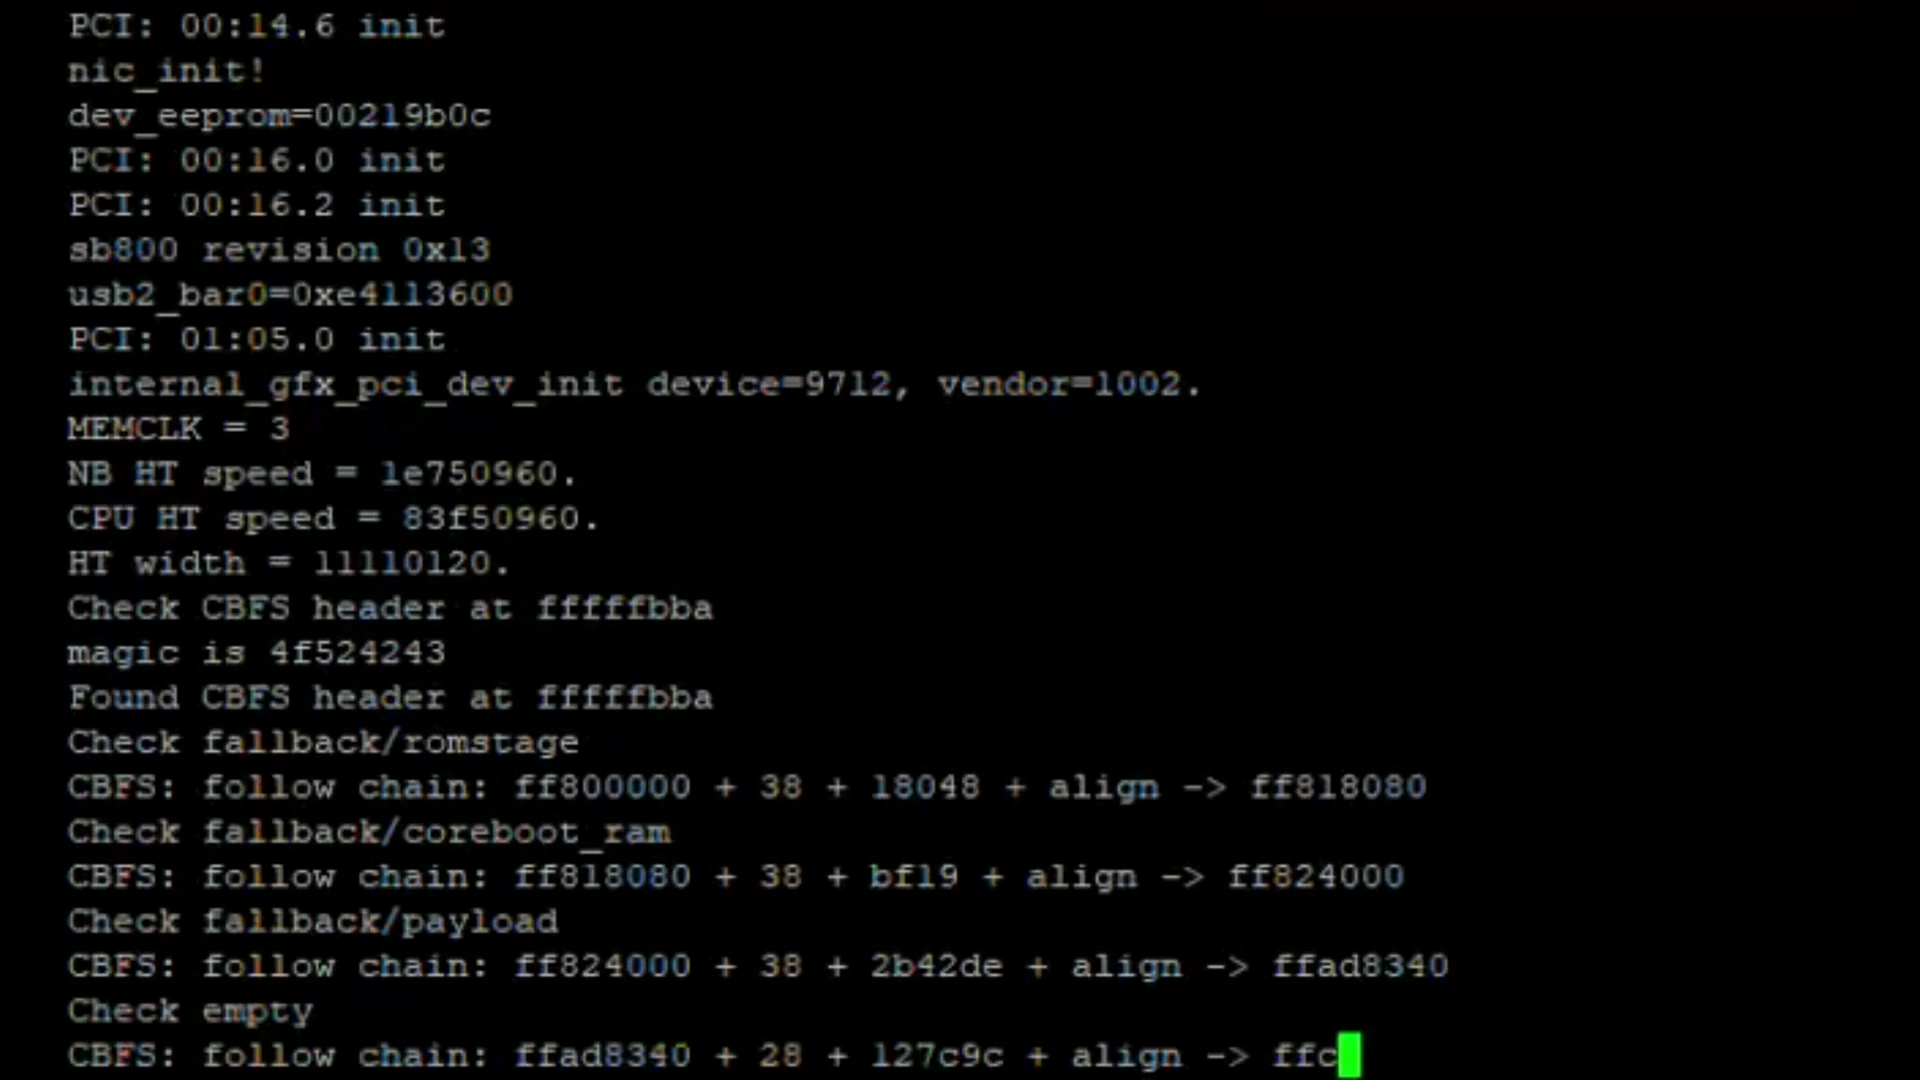 PCI: 00:14.6 init
nic_init!
dev_eeprom=00219b0c
PCI: 00:16.0 init
PCI: 00:16.2 init
sb800 revision 0x13
usb2_bar0=0xe4113600
PCI: 01:05.0 init
internal_gfx_pci_dev_init device=9712, vendor=1002.
MEMCLK = 3
NB HT speed = 1e750960.
CPU HT speed = 83f50960.
HT width = 11110120.
Check CBFS header at fffffbba
magic is 4f524243
Found CBFS header at fffffbba
Check fallback/romstage
CBFS: follow chain: ff800000 + 38 + 18048 + align -> ff818080
Check fallback/coreboot_ram
CBFS: follow chain: ff818080 + 38 + bf19 + align -> ff824000
Check fallback/payload
CBFS: follow chain: ff824000 + 38 + 2b42de + align -> ffad8340
Check empty
CBFS: follow chain: ffad8340 + 28 + 127c9c + align -> ffc